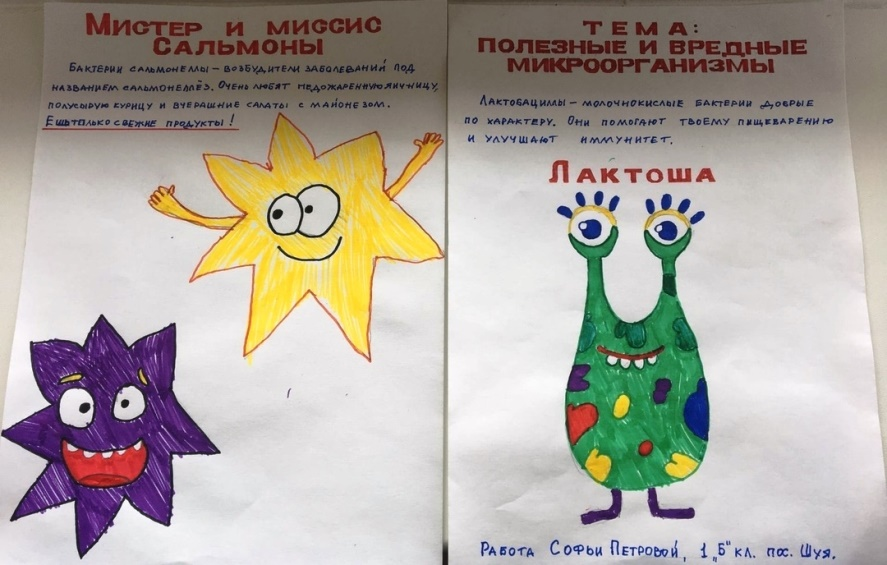 Мистер и миссис
Сальмоны
Бактерии сальмонеллы – возбудители заболеваний под
названием сальмонеллёз. Очень любят недожаренную яичницу,
полусырую курицу и вчерашние салаты с майонезом.
Ешь только свежие продукты!
ТЕМА:
ПОЛЕЗНЫЕ И ВРЕДНЫЕ
МИКРООРГАНИЗМЫ
Лактобациллы – молочнокислые бактерии добрые
по характеру. Они помогают твоему пищеварению
и улучшают иммунитет.
Лактоша
Работа Софьи Петровой, 1 „Б" кл. пос. Шуя.